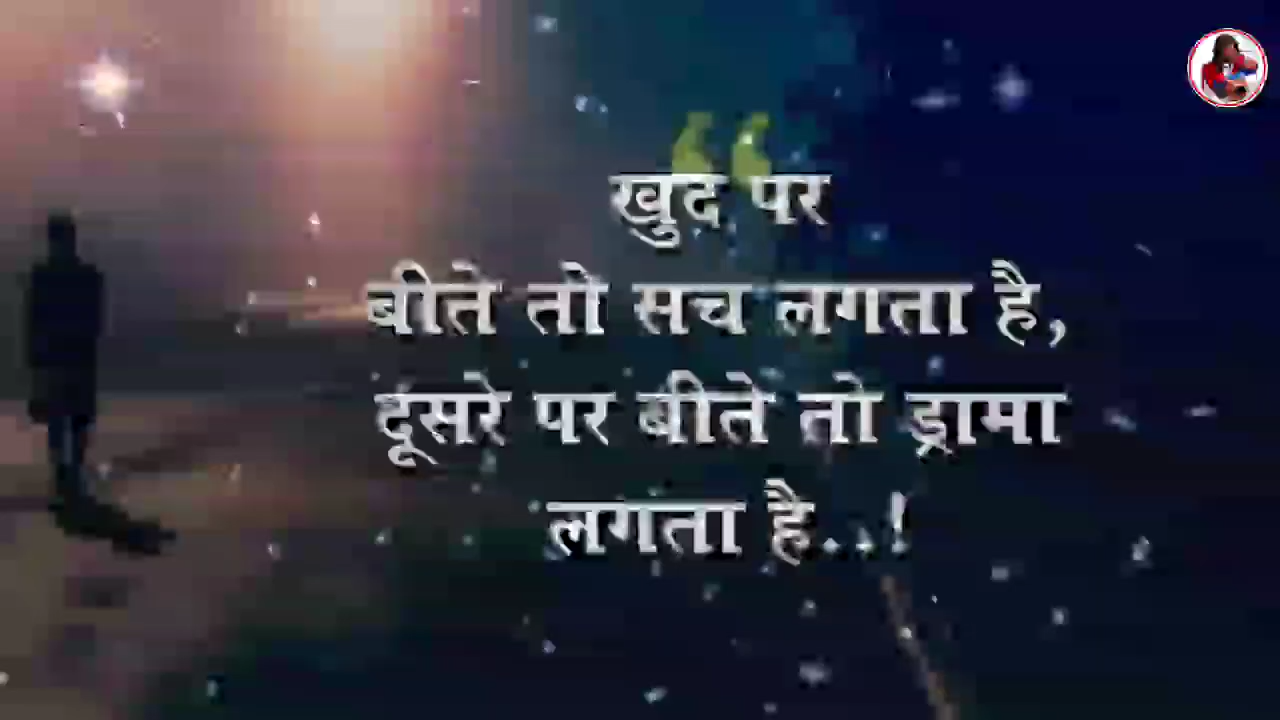 “
खुद पर
बीते तो सच लगता है,
दूसरे पर बीते तो ड्रामा
लगता है..!